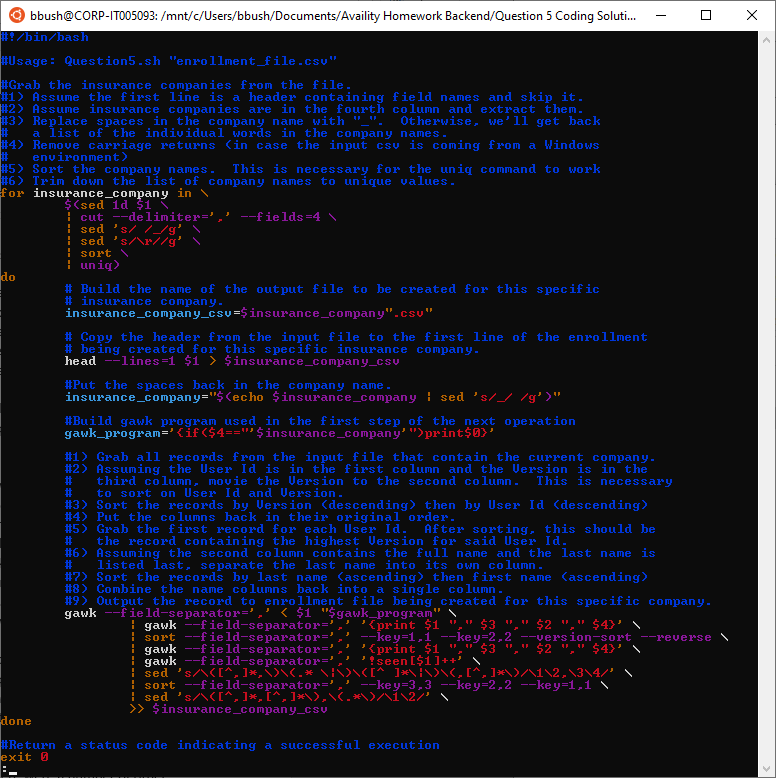 bbush@CORP-IT005093: /mnt/c/Users/bbush/Documents/Availity Homework Backend/Question 5 Coding Soluti...
#!/bin/bash
#Usage: Question5.sh "enrollment_file.csv"
#Grab the insurance companies from the file.
#1) Assume the first line is a header containing field names and skip it.
#2) Assume insurance companies are in the fourth column and extract them.
#3) Replace spaces in the company name with "_".  Otherwise, we'll get back
#   a list of the individual words in the company names.
#4) Remove carriage returns (in case the input csv is coming from a Windows
#   environment)
#5) Sort the company names.  This is necessary for the uniq command to work
#6) Trim down the list of company names to unique values.
for insurance_company in \
        $(sed 1d $1 \
        | cut --delimiter=',' --fields=4 \
        | sed 's/ /_/g' \
        | sed 's/\r//g' \
        | sort \
        | uniq)
do
        # Build the name of the output file to be created for this specific
        # insurance company.
        insurance_company_csv=$insurance_company".csv"
        # Copy the header from the input file to the first line of the enrollment
        # being created for this specific insurance company.
        head --lines=1 $1 > $insurance_company_csv
        #Put the spaces back in the company name.
        insurance_company="$(echo $insurance_company | sed 's/_/ /g')"
        #Build gawk program used in the first step of the next operation
        gawk_program='{if($4=="'$insurance_company'")print$0}'
        #1) Grab all records from the input file that contain the current company.
        #2) Assuming the User Id is in the first column and the Version is in the
        #   third column, movie the Version to the second column.  This is necessary
        #   to sort on User Id and Version.
        #3) Sort the records by Version (descending) then by User Id (descending)
        #4) Put the columns back in their original order.
        #5) Grab the first record for each User Id.  After sorting, this should be
        #   the record containing the highest Version for said User Id.
        #6) Assuming the second column contains the full name and the last name is
        #   listed last, separate the last name into its own column.
        #7) Sort the records by last name (ascending) then first name (ascending)
        #8) Combine the name columns back into a single column.
        #9) Output the record to enrollment file being created for this specific company.
        gawk --field-separator=',' < $1 "$gawk_program" \
                | gawk --field-separator=',' '{print $1 "," $3 "," $2 "," $4}' \
                | sort --field-separator=',' --key=1,1 --key=2,2 --version-sort --reverse \
                | gawk --field-separator=',' '{print $1 "," $3 "," $2 "," $4}' \
                | gawk --field-separator=',' '!seen[$1]++' \
                | sed 's/\([^,]*,\)\(.* \|\)\([^ ]*\|\)\(,[^,]*\)/\1\2,\3\4/' \
                | sort --field-separator=',' --key=3,3 --key=2,2 --key=1,1 \
                | sed 's/\([^,]*,[^,]*\),\(.*\)/\1\2/' \
                >> $insurance_company_csv
done
#Return a status code indicating a successful execution
exit 0
: